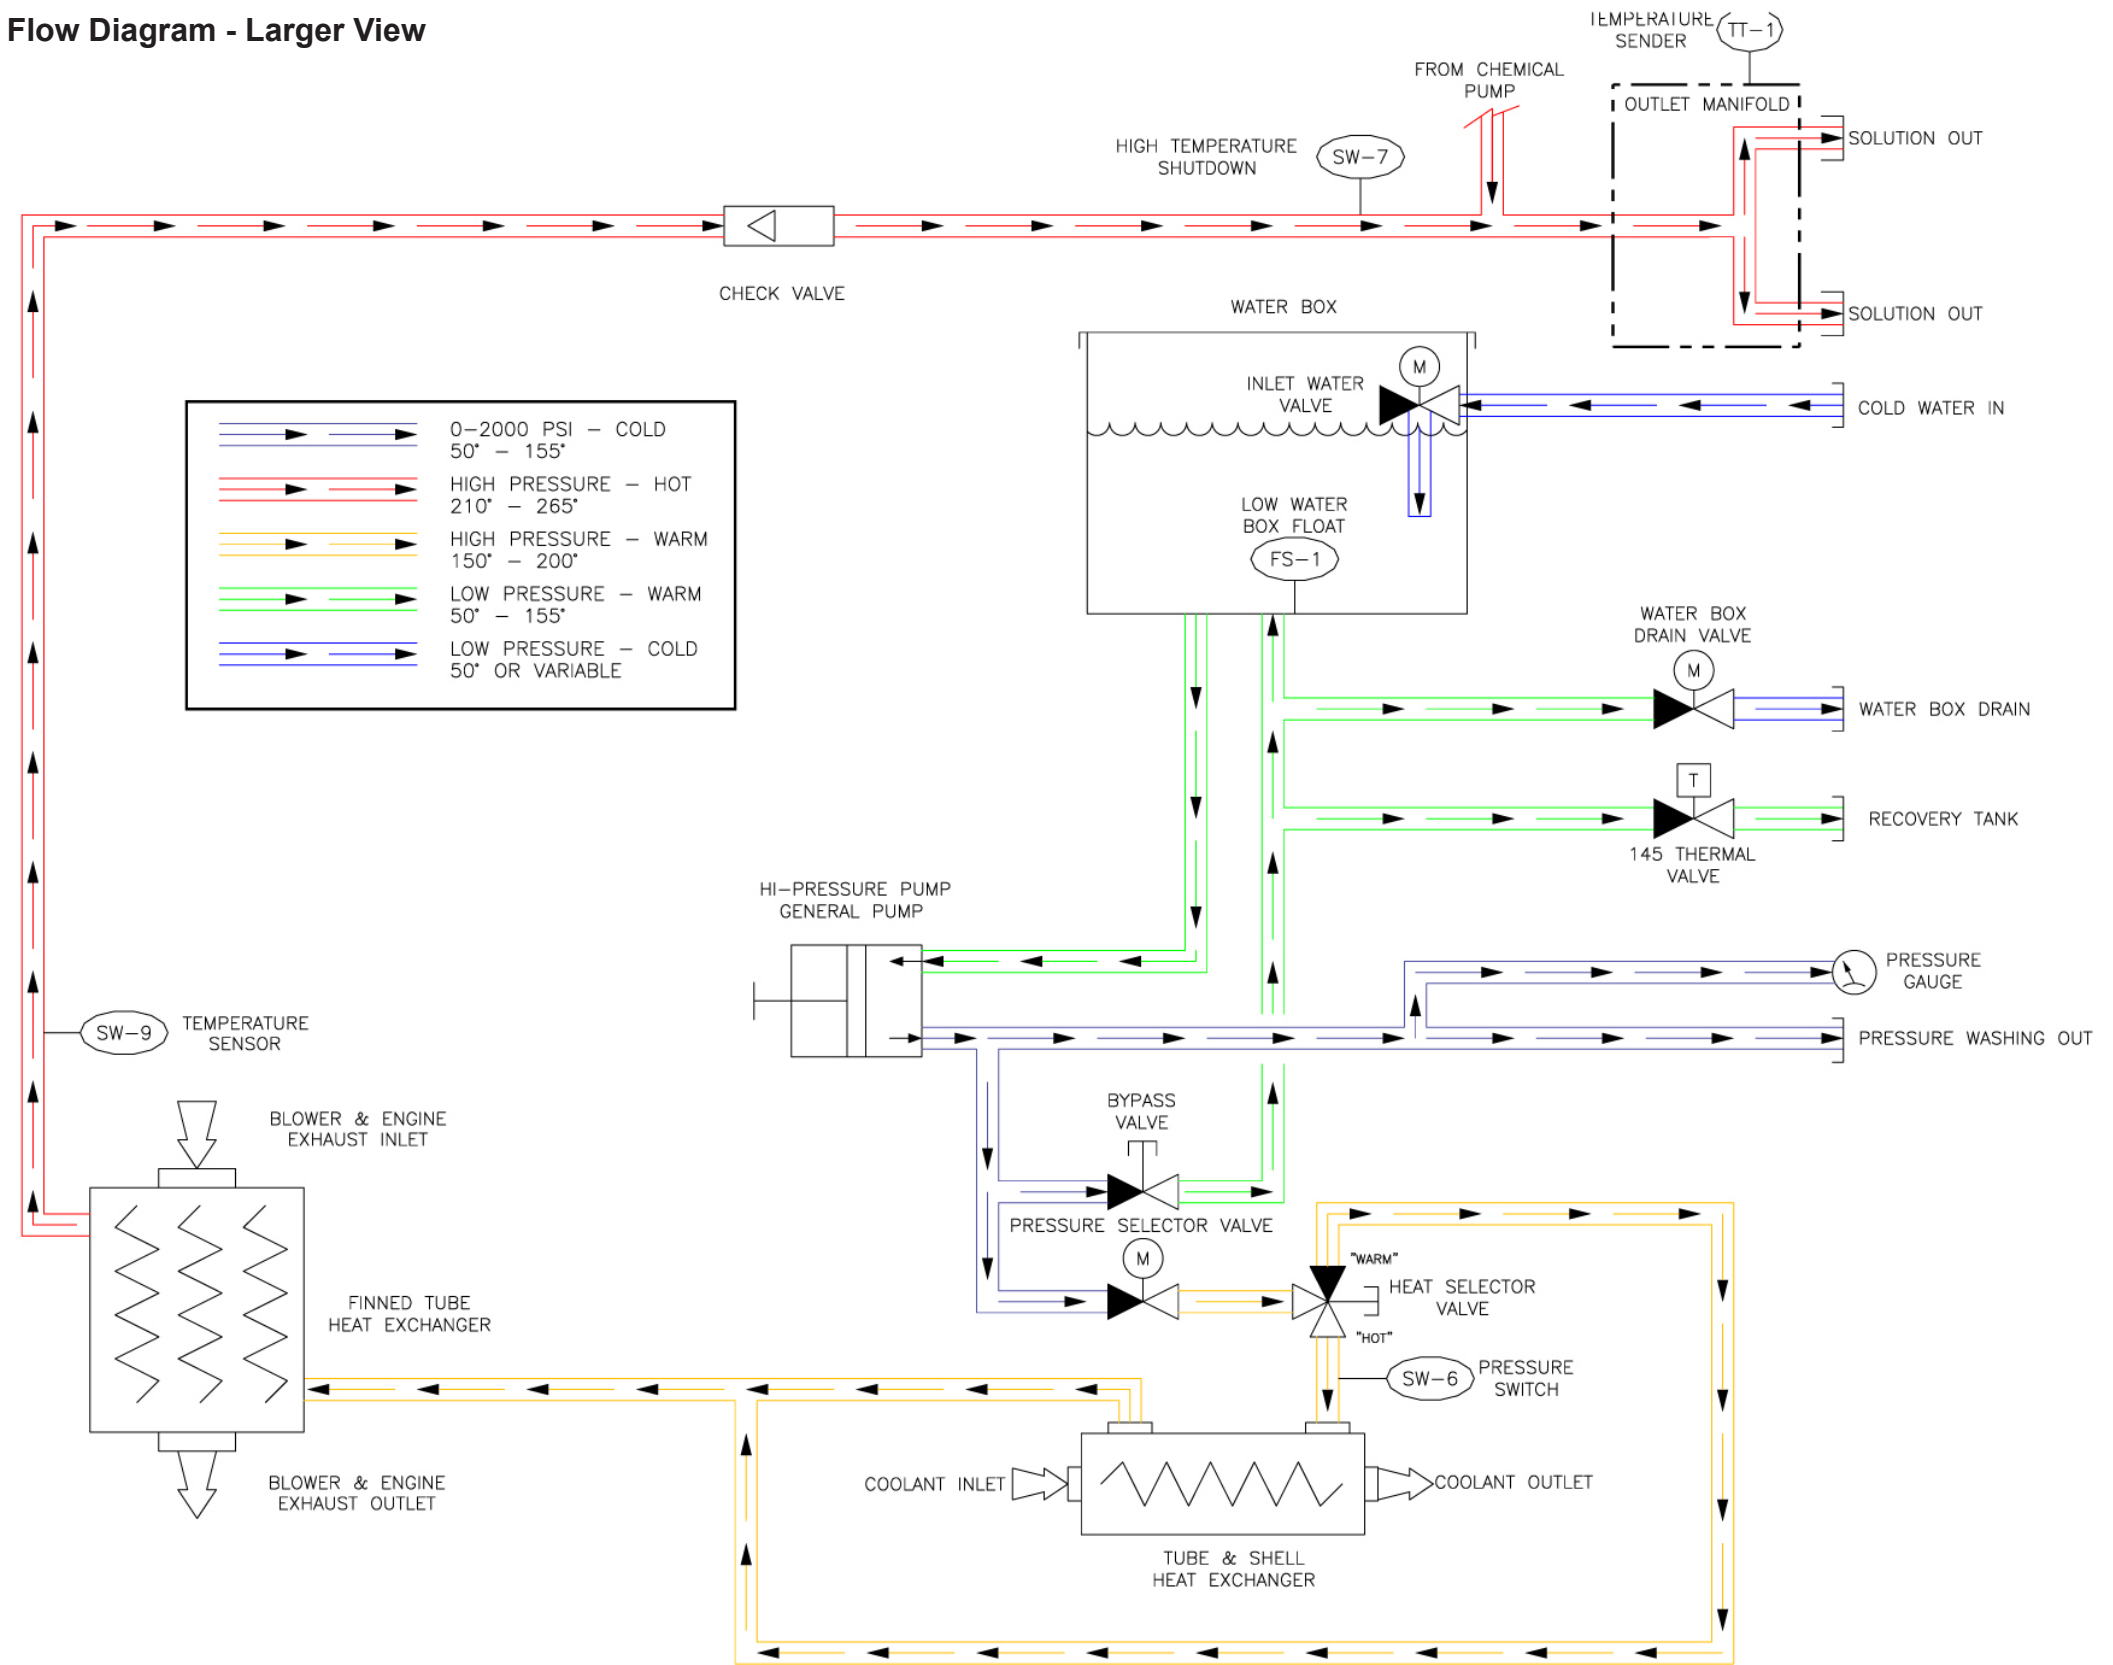 Flow Diagram - Larger View
TEMPERATURE
SENDER
TT-1
FROM CHEMICAL
PUMP
OUTLET MANIFOLD
HIGH TEMPERATURE
SHUTDOWN
SW-7
SOLUTION OUT
CHECK VALVE
WATER BOX
SOLUTION OUT
M
INLET WATER
VALVE
COLD WATER IN
0-2000 PSI - COLD
50° - 155°
HIGH PRESSURE - HOT
210° - 265°
HIGH PRESSURE - WARM
150° - 200°
LOW PRESSURE - WARM
50° - 155°
LOW PRESSURE - COLD
50° OR VARIABLE
LOW WATER
BOX FLOAT
FS-1
WATER BOX
DRAIN VALVE
M
WATER BOX DRAIN
T
RECOVERY TANK
145 THERMAL
VALVE
HI-PRESSURE PUMP
GENERAL PUMP
PRESSURE
GAUGE
SW-9
TEMPERATURE
SENSOR
PRESSURE WASHING OUT
BLOWER & ENGINE
EXHAUST INLET
BYPASS
VALVE
PRESSURE SELECTOR VALVE
M
"WARM"
HEAT SELECTOR
VALVE
"HOT"
FINNED TUBE
HEAT EXCHANGER
SW-6
PRESSURE
SWITCH
BLOWER & ENGINE
EXHAUST OUTLET
COOLANT INLET
COOLANT OUTLET
TUBE & SHELL
HEAT EXCHANGER